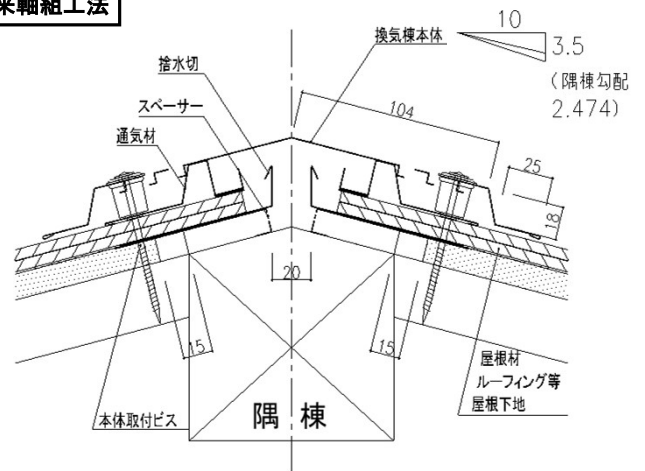 来軸組工法
10
3.5
(隅棟勾配
2.474)
換気棟本体
捨水切
スペーサー
通気材
104
25
18
20
15
15
屋根材
ルーフィング等
屋根下地
本体取付ビス
隅棟